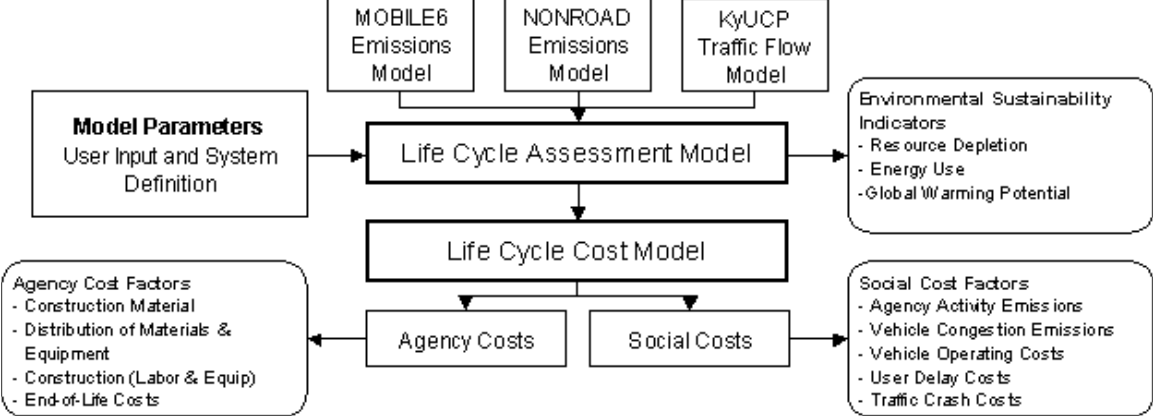 MOBILE6
Emissions
Model
NONROAD
Emissions
Model
KyUCP
Traffic Flow
Model
Model Parameters
User Input and System
Definition
Life Cycle Assessment Model
Environmental Sustainability
Indicators
- Resource Depletion
- Energy Use
-Global Warming Potential
Life Cycle Cost Model
Agency Cost Factors
- Construction Material
- Distribution of Materials &
Equipment
- Construction (Labor & Equip)
- End-of-Life Costs
Agency Costs
Social Costs
Social Cost Factors
- Agency Activity Emissions
- Vehicle Congestion Emissions
- Vehicle Operating Costs
- User Delay Costs
- Traffic Crash Costs